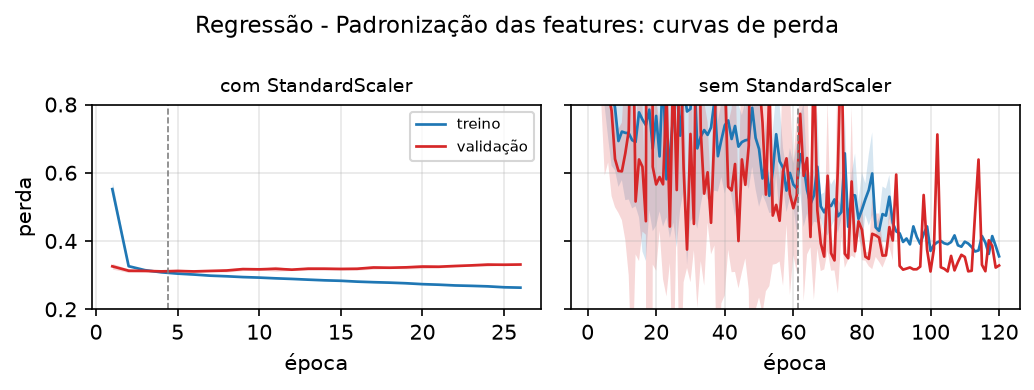 Regressão - Padronização das features: curvas de perda
com StandardScaler
sem StandardScaler
perda
0.8
0.6
0.4
0.2
treino
validação
0 5 10 15 20 25
0 20 40 60 80 100 120
época
época